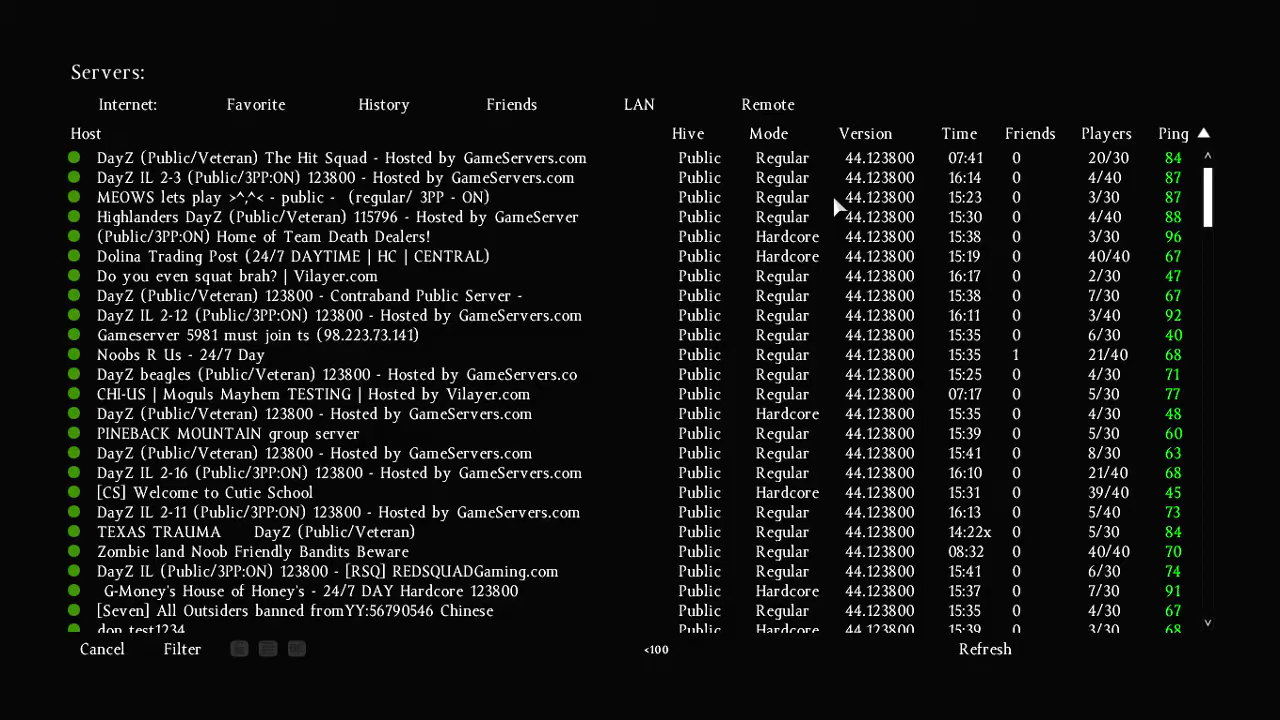 Servers:
Internet: Favorite History Friends LAN Remote
Host Hive Mode Version Time Friends Players Ping
DayZ (Public/Veteran) The Hit Squad - Hosted by GameServers.com Public Regular 44.123800 07:41 0 20/30 84
DayZ IL 2-3 (Public/3PP:ON) 123800 - Hosted by GameServers.com Public Regular 44.123800 16:14 0 4/40 87
MEOWS lets play >^,^< - public - (regular/ 3PP - ON) Public Regular 44.123800 15:23 0 3/30 87
Highlanders DayZ (Public/Veteran) 115796 - Hosted by GameServer Public Regular 44.123800 15:30 0 4/40 88
(Public/3PP:ON) Home of Team Death Dealers! Public Hardcore 44.123800 15:38 0 3/30 96
Dolina Trading Post (24/7 DAYTIME | HC | CENTRAL) Public Hardcore 44.123800 15:19 0 40/40 67
Do you even squat brah? | Vilayer.com Public Regular 44.123800 16:17 0 2/30 47
DayZ (Public/Veteran) 123800 - Contraband Public Server - Public Regular 44.123800 15:38 0 7/30 67
DayZ IL 2-12 (Public/3PP:ON) 123800 - Hosted by GameServers.com Public Regular 44.123800 16:11 0 3/40 92
Gameserver 5981 must join ts (98.223.73.141) Public Regular 44.123800 15:35 0 6/30 40
Noobs R Us - 24/7 Day Public Regular 44.123800 15:35 1 21/40 68
DayZ beagles (Public/Veteran) 123800 - Hosted by GameServers.co Public Regular 44.123800 15:25 0 4/30 71
CHI-US | Moguls Mayhem TESTING | Hosted by Vilayer.com Public Regular 44.123800 07:17 0 5/30 77
DayZ (Public/Veteran) 123800 - Hosted by GameServers.com Public Hardcore 44.123800 15:35 0 4/30 48
PINEBACK MOUNTAIN group server Public Regular 44.123800 15:39 0 5/30 60
DayZ (Public/Veteran) 123800 - Hosted by GameServers.com Public Regular 44.123800 15:41 0 8/30 63
DayZ IL 2-16 (Public/3PP:ON) 123800 - Hosted by GameServers.com Public Regular 44.123800 16:10 0 21/40 68
[CS] Welcome to Cutie School Public Hardcore 44.123800 15:31 0 39/40 45
DayZ IL 2-11 (Public/3PP:ON) 123800 - Hosted by GameServers.com Public Regular 44.123800 16:13 0 5/40 73
TEXAS TRAUMA DayZ (Public/Veteran) Public Regular 44.123800 14:22x 0 5/30 84
Zombie land Noob Friendly Bandits Beware Public Regular 44.123800 08:32 0 40/40 70
DayZ IL (Public/3PP:ON) 123800 - [RSQ] REDSQUADGaming.com Public Regular 44.123800 15:41 0 6/30 74
G-Money's House of Honey's - 24/7 DAY Hardcore 123800 Public Hardcore 44.123800 15:37 0 7/30 91
[Seven] All Outsiders banned fromYY:56790546 Chinese Public Regular 44.123800 15:35 0 4/30 67
don test1234 Public Hardcore 44.123800 15:39 0 3/30 68
Cancel Filter <100 Refresh